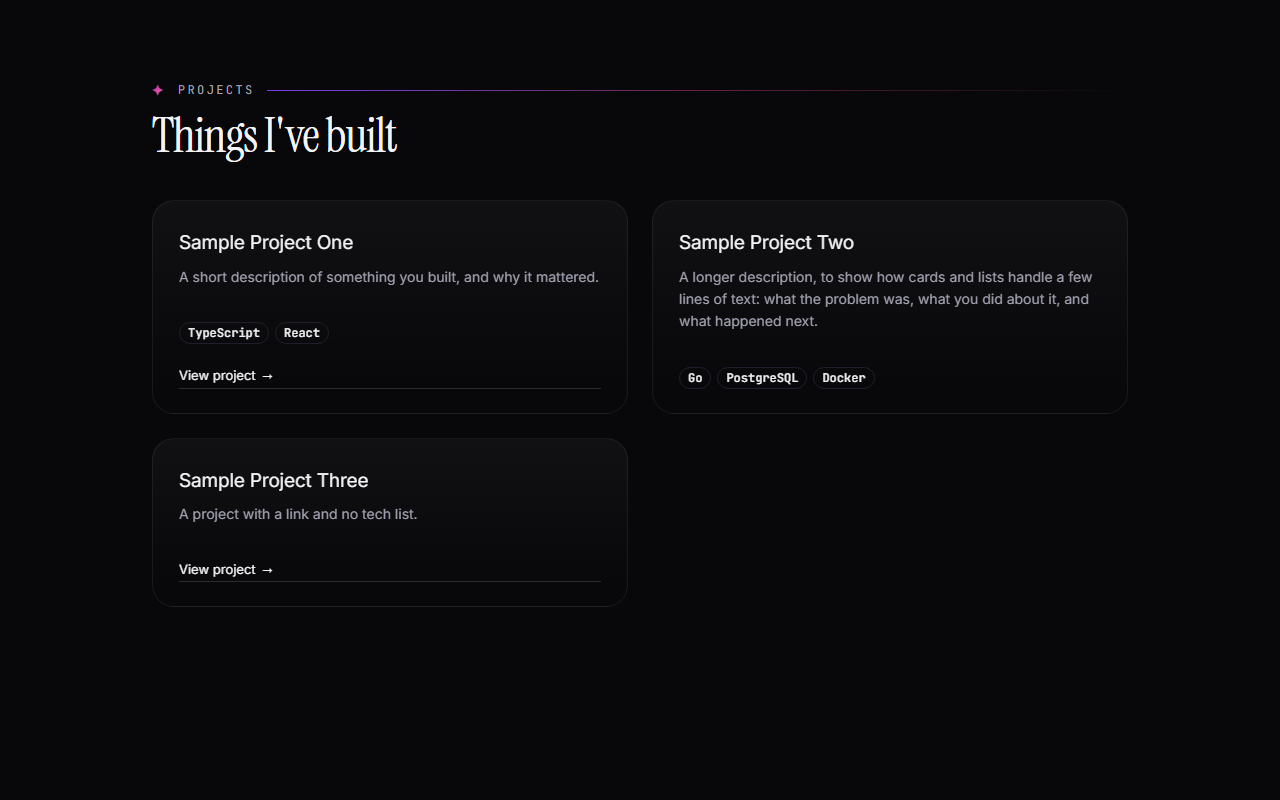 ✦ PROJECTS
Things I've built
Sample Project One
A short description of something you built, and why it mattered.
TypeScript React
View project →
Sample Project Two
A longer description, to show how cards and lists handle a few
lines of text: what the problem was, what you did about it, and
what happened next.
Go PostgreSQL Docker
Sample Project Three
A project with a link and no tech list.
View project →